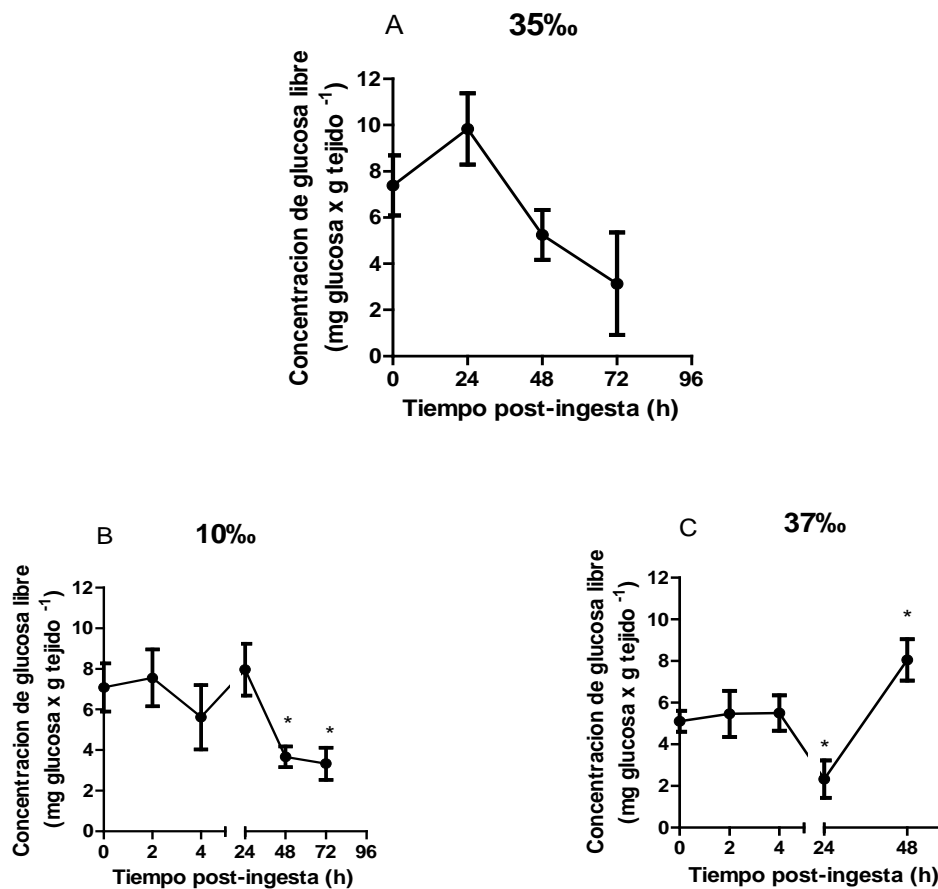 A
35‰
Concentracion de glucosa libre
(mg glucosa x g tejido -1)
12
10
8
6
4
2
0
0 24 48 72 96
Tiempo post-ingesta (h)
B
10‰
Concentracion de glucosa libre
(mg glucosa x g tejido -1)
12
10
8
6
4
2
0
* *
0 2 4 24 48 72 96
Tiempo post-ingesta (h)
C
37‰
Concentracion de glucosa libre
(mg glucosa x g tejido -1)
12
10
8
6
4
2
0
* *
0 2 4 24 48
Tiempo post-ingesta (h)